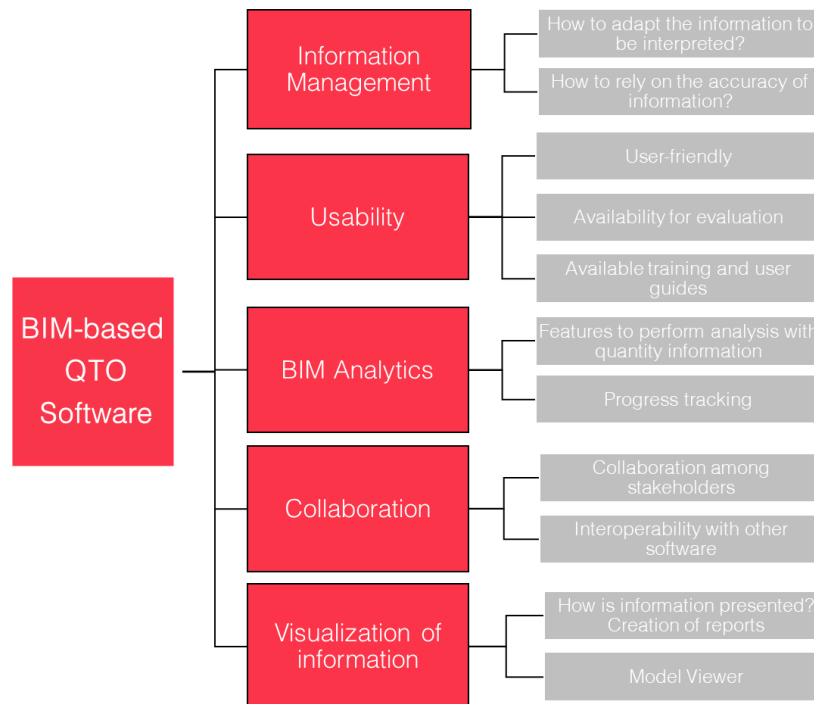 BIM-based
QTO
Software
Information
Management
How to adapt the information to
be interpreted?
How to rely on the accuracy of
information?
Usability
User-friendly
Availability for evaluation
Available training and user
guides
BIM Analytics
Features to perform analysis with
quantity information
Progress tracking
Collaboration
Collaboration among
stakeholders
Interoperability with other
software
Visualization of
information
How is information presented?
Creation of reports
Model Viewer